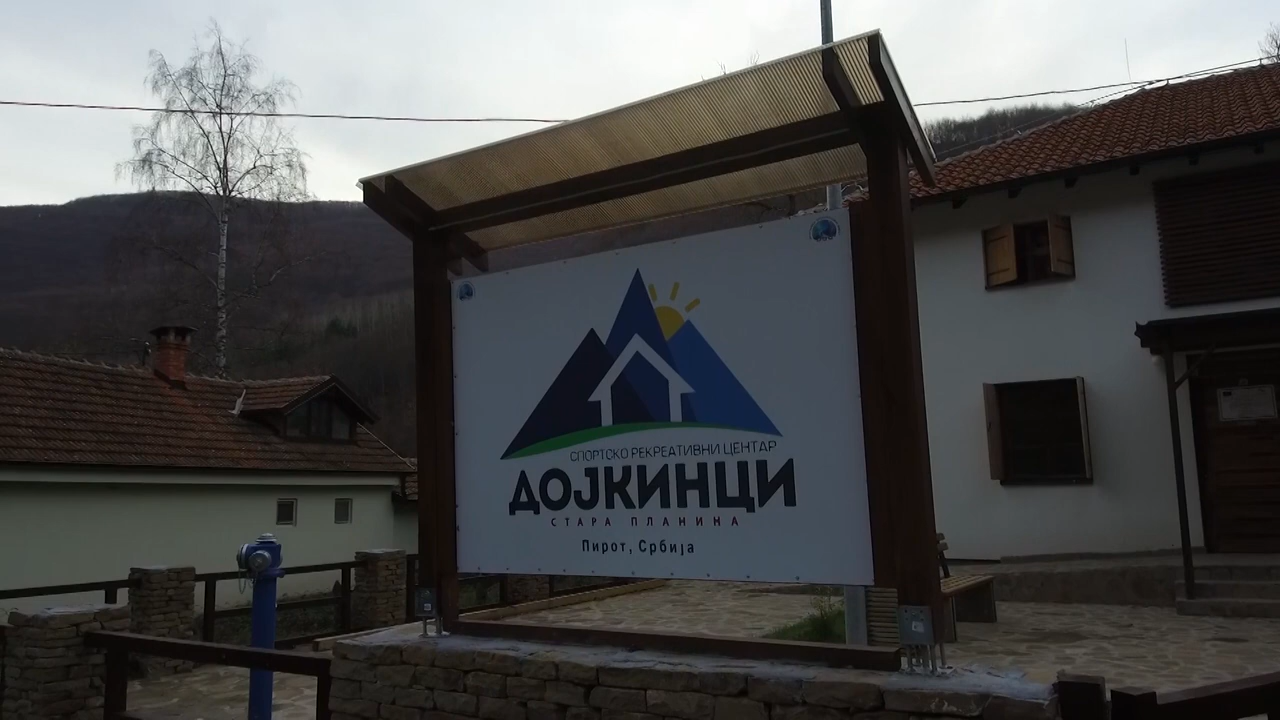 СПОРТСКО РЕКРЕАТИВНИ ЦЕНТАР
ДОЈКИНЦИ
СТАРА ПЛАНИНА
Пирот, Србија